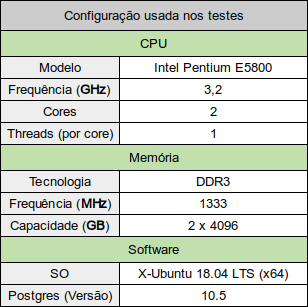 Configuração usada nos testes
CPU
Modelo Intel Pentium E5800
Frequência (GHz) 3,2
Cores 2
Threads (por core) 1
Memória
Tecnologia DDR3
Frequência (MHz) 1333
Capacidade (GB) 2 x 4096
Software
SO X-Ubuntu 18.04 LTS (x64)
Postgres (Versão) 10.5